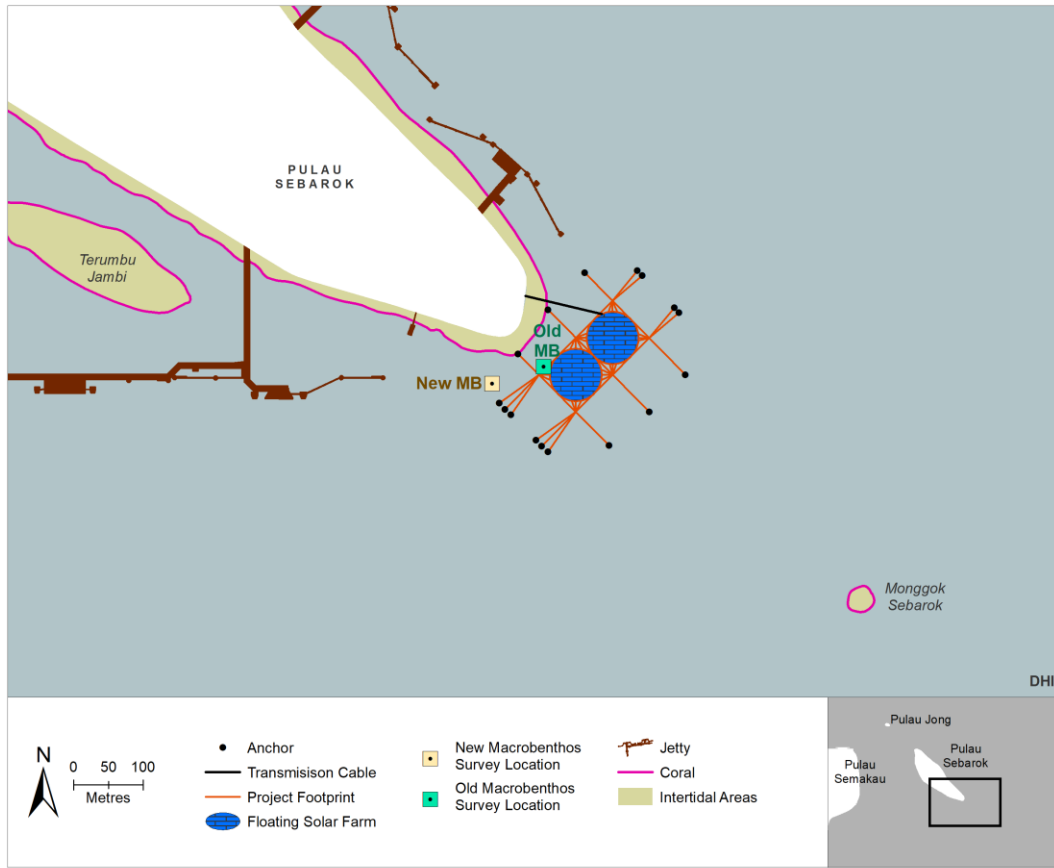 PULAU
SEBAROK
Terumbu
Jambi
Old
MB
New MB
Monggok
Sebarok
DHI
N
0 50 100
Metres
Anchor
Transmisison Cable
Project Footprint
Floating Solar Farm
New Macrobenthos
Survey Location
Old Macrobenthos
Survey Location
Jetty
Coral
Intertidal Areas
Pulau Jong
Pulau
Sebarok
Pulau
Semakau